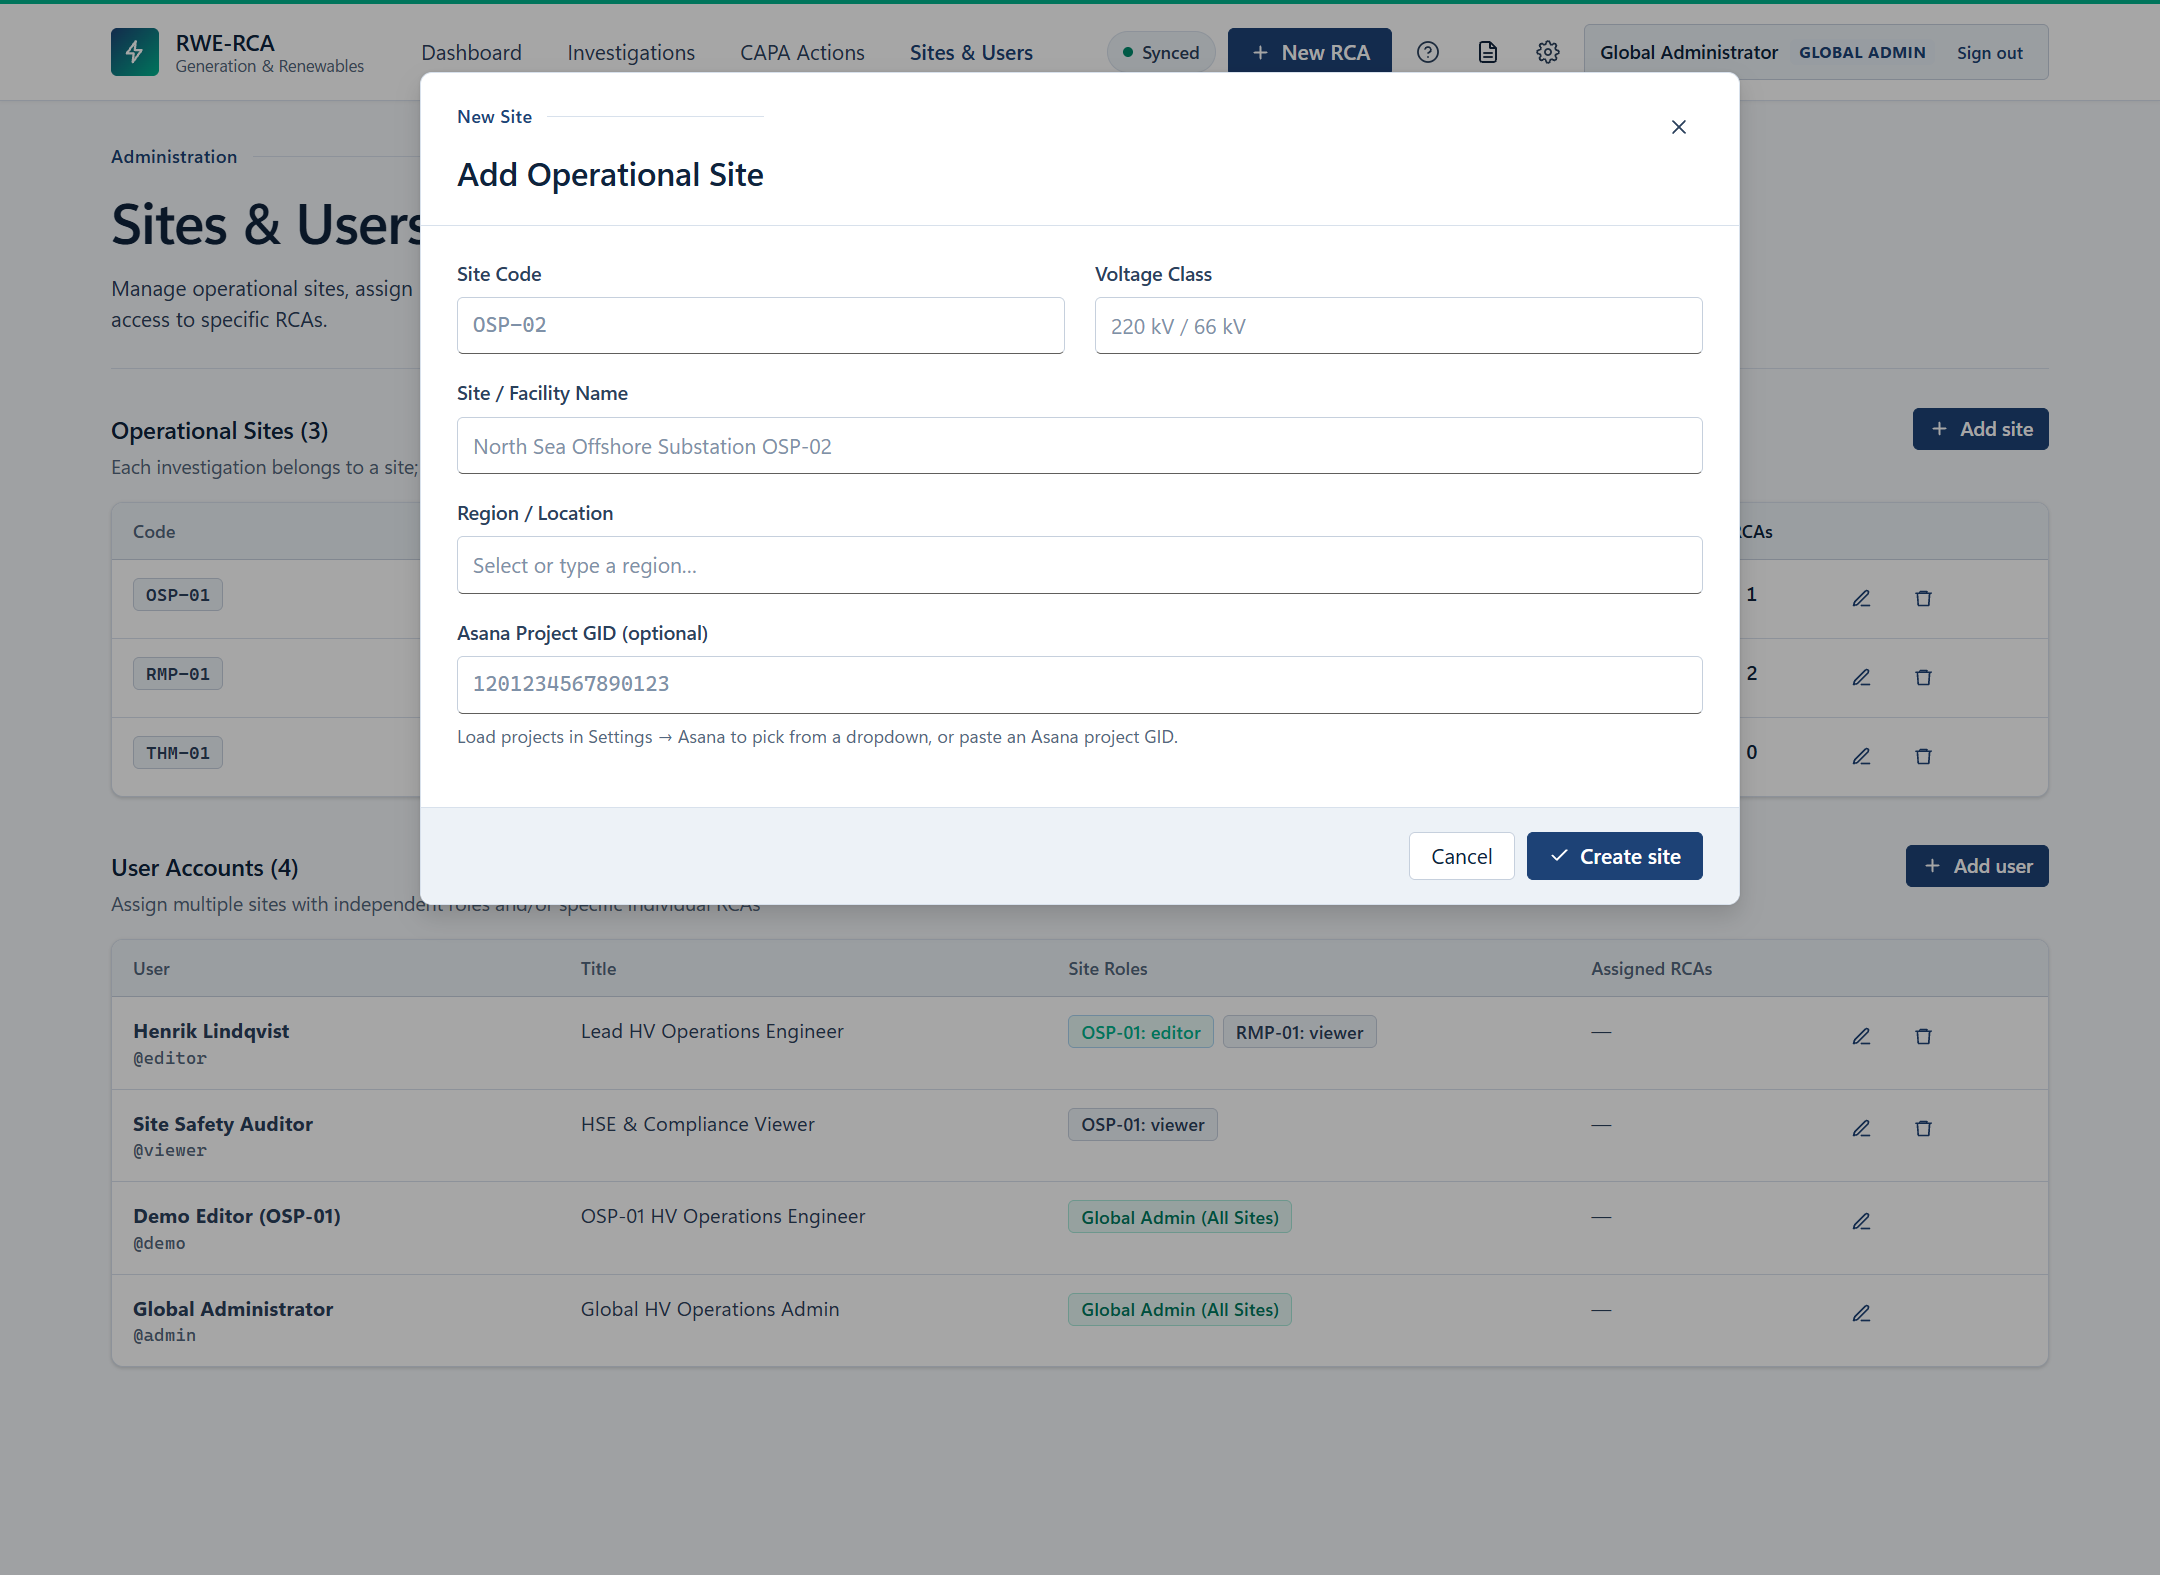 RWE-RCA
Generation & Renewables
Dashboard
Investigations
CAPA Actions
Sites & Users
Synced
New RCA
Global Administrator
GLOBAL ADMIN
Sign out
Administration
Sites & Users
Manage operational sites, assign
access to specific RCAs.
New Site
Add Operational Site
Site Code
Voltage Class
OSP-02
220 kV / 66 kV
Site / Facility Name
North Sea Offshore Substation OSP-02
Region / Location
Select or type a region...
Asana Project GID (optional)
1201234567890123
Load projects in Settings → Asana to pick from a dropdown, or paste an Asana project GID.
Cancel
Create site
Operational Sites (3)
Each investigation belongs to a site;
Add site
Code
RCAs
OSP-01
1
RMP-01
2
THM-01
0
User Accounts (4)
Assign multiple sites with independent roles and/or specific individual RCAs
Add user
User
Title
Site Roles
Assigned RCAs
Henrik Lindqvist
@editor
Lead HV Operations Engineer
OSP-01: editor
RMP-01: viewer
—
Site Safety Auditor
@viewer
HSE & Compliance Viewer
OSP-01: viewer
—
Demo Editor (OSP-01)
@demo
OSP-01 HV Operations Engineer
Global Admin (All Sites)
—
Global Administrator
@admin
Global HV Operations Admin
Global Admin (All Sites)
—